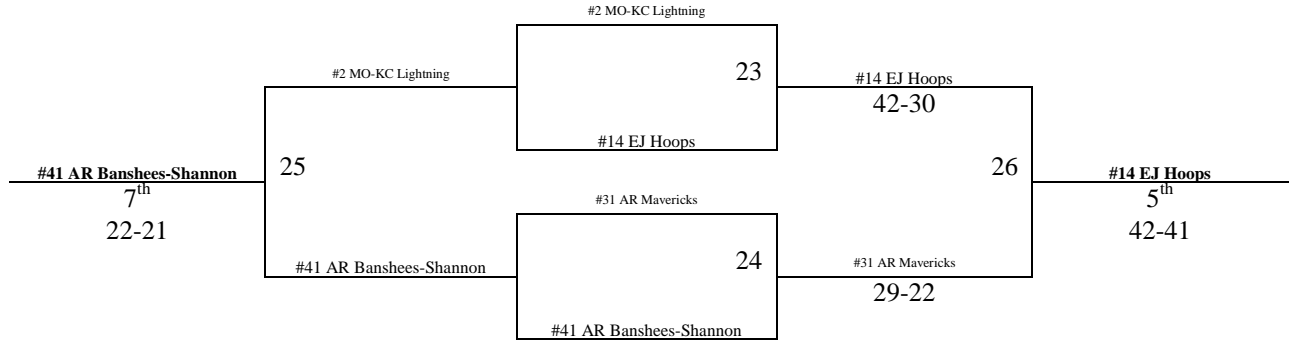 #2 MO-KC Lightning
#2 MO-KC Lightning
23
#14 EJ Hoops
42-30
#14 EJ Hoops
25
26
#41 AR Banshees-Shannon
7th
22-21
#14 EJ Hoops
5th
42-41
#31 AR Mavericks
#41 AR Banshees-Shannon
24
#31 AR Mavericks
29-22
#41 AR Banshees-Shannon